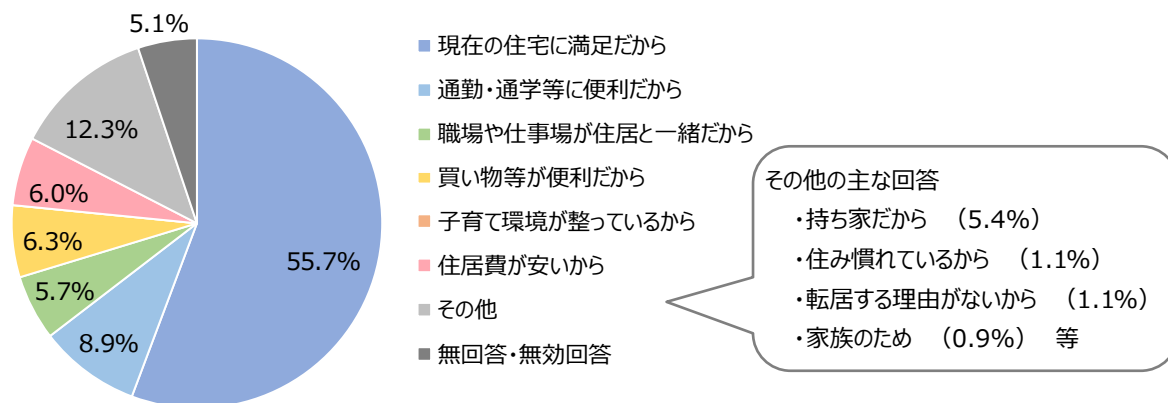 5.1%
12.3%
6.0%
6.3%
5.7%
8.9%
55.7%
現在の住宅に満足だから
通勤・通学等に便利だから
職場や仕事場が住居と一緒だから
買い物等が便利だから
子育て環境が整っているから
住居費が安いから
その他
無回答・無効回答
その他の主な回答
・持ち家だから （5.4%）
・住み慣れているから （1.1%）
・転居する理由がないから （1.1%）
・家族のため （0.9%） 等